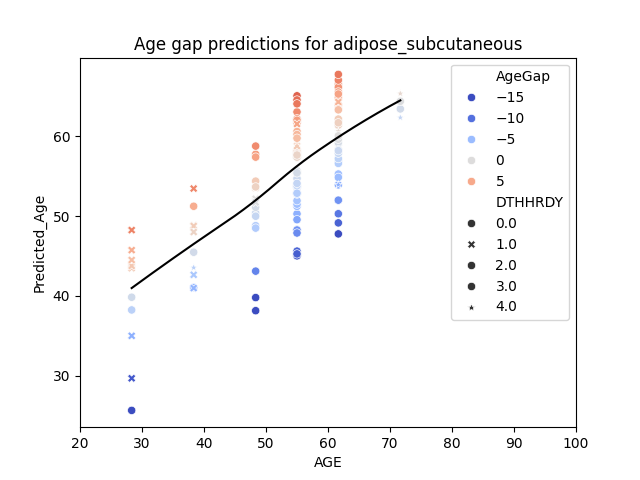 Age gap predictions for adipose_subcutaneous
Predicted_Age
60
50
40
30
20 30 40 50 60 70 80 90 100
AGE
AgeGap
−15
−10
−5
0
5
DTHHRDY
0.0
1.0
2.0
3.0
4.0